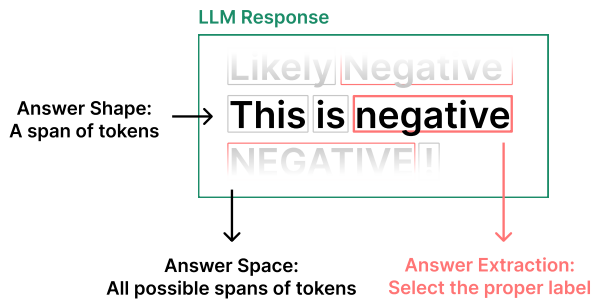 LLM Response
Likely Negative
Answer Shape:
A span of tokens
This is negative
NEGATIVE !
Answer Space:
All possible spans of tokens
Answer Extraction:
Select the proper label